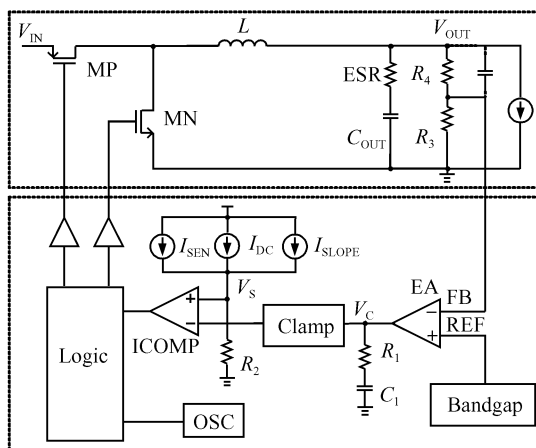 V_IN
L
V_OUT
MP
ESR
R_4
MN
C_OUT
R_3
I_SEN
I_DC
I_SLOPE
V_S
EA
FB
V_C
REF
ICOMP
Clamp
R_1
Logic
R_2
C_1
Bandgap
OSC
+
−
−
+